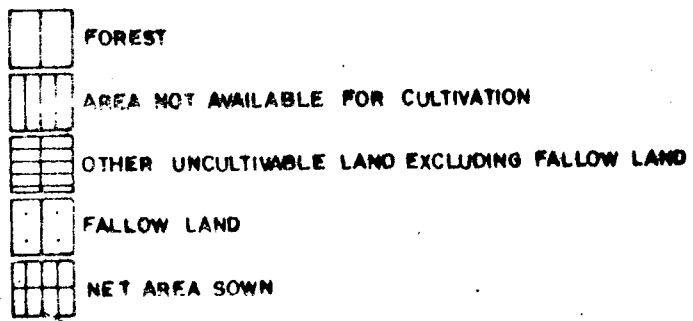 FOREST
AREA NOT AVAILABLE FOR CULTIVATION
OTHER UNCULTIVABLE LAND EXCLUDING FALLOW LAND
FALLOW LAND
NET AREA SOWN